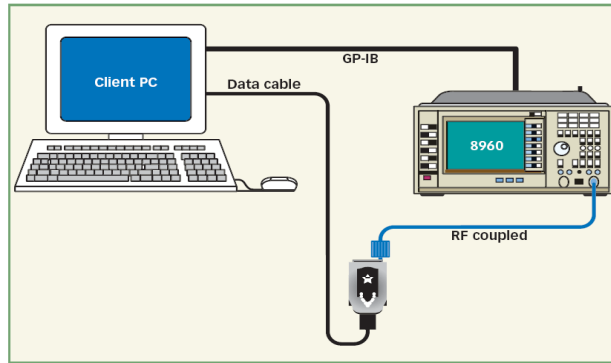 GP-IB
Client PC
Data cable
8960
RF coupled